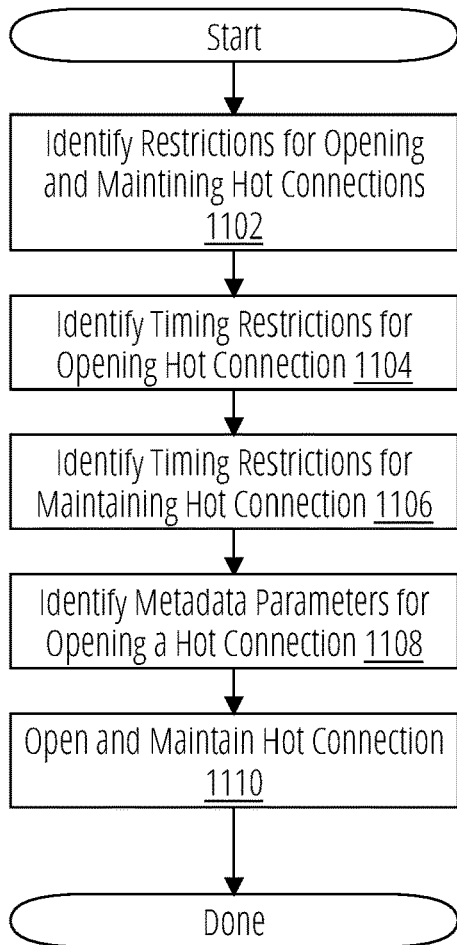 Start
Identify Restrictions for Opening
and Maintining Hot Connections
1102
Identify Timing Restrictions for
Opening Hot Connection 1104
Identify Timing Restrictions for
Maintaining Hot Connection 1106
Identify Metadata Parameters for
Opening a Hot Connection 1108
Open and Maintain Hot Connection
1110
Done